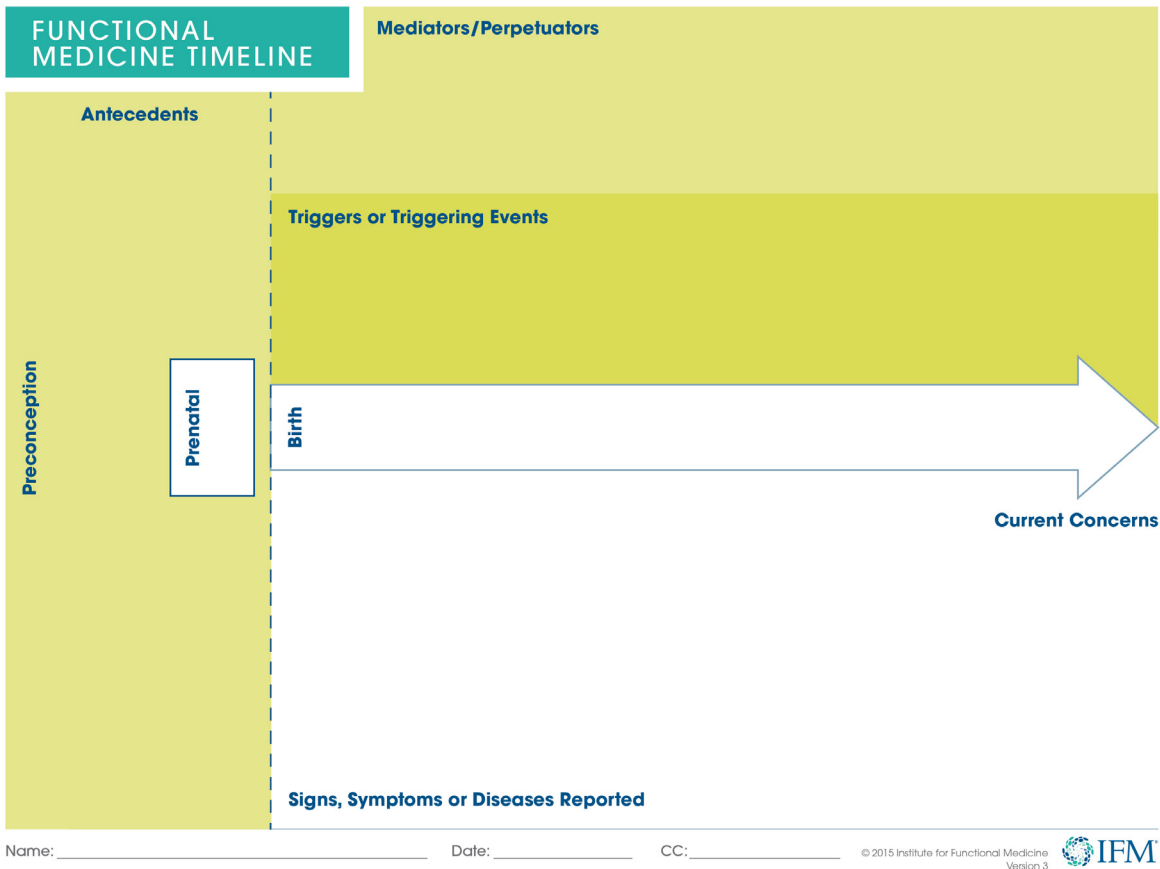 FUNCTIONAL
MEDICINE TIMELINE
Mediators/Perpetuators
Antecedents
Triggers or Triggering Events
Preconception
Prenatal
Birth
Current Concerns
Signs, Symptoms or Diseases Reported
Name:
Date:
CC:
© 2015 Institute for Functional Medicine
Version 3
IFM